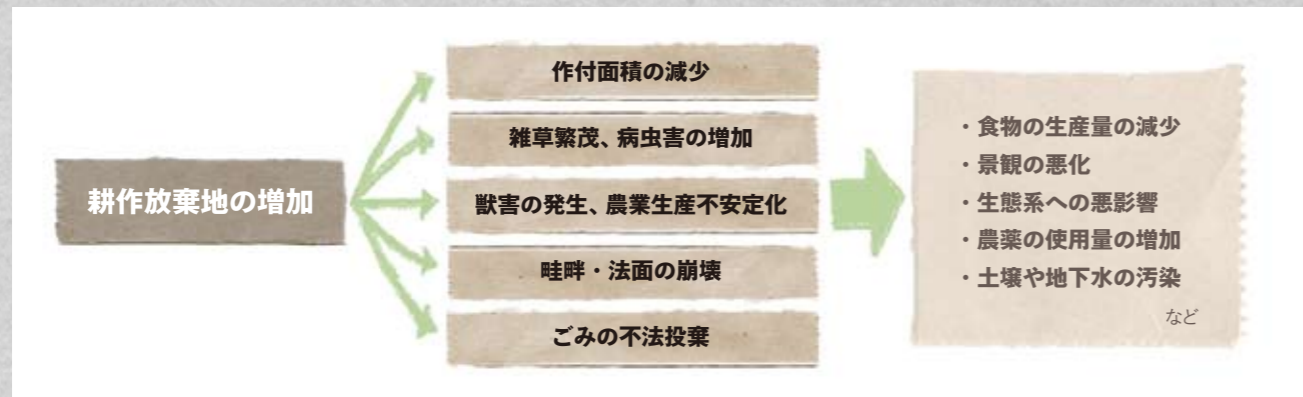 耕作放棄地の増加
作付面積の減少
雑草繁茂、病虫害の増加
獣害の発生、農業生産不安定化
畦畔・法面の崩壊
ごみの不法投棄
・食物の生産量の減少
・景観の悪化
・生態系への悪影響
・農薬の使用量の増加
・土壌や地下水の汚染
など